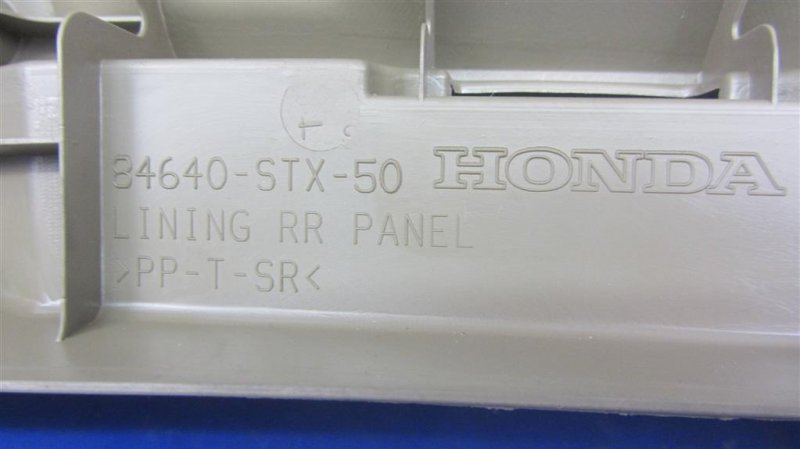 84640-STX-50 HONDA
LINING RR PANEL
>PP-T-SR<